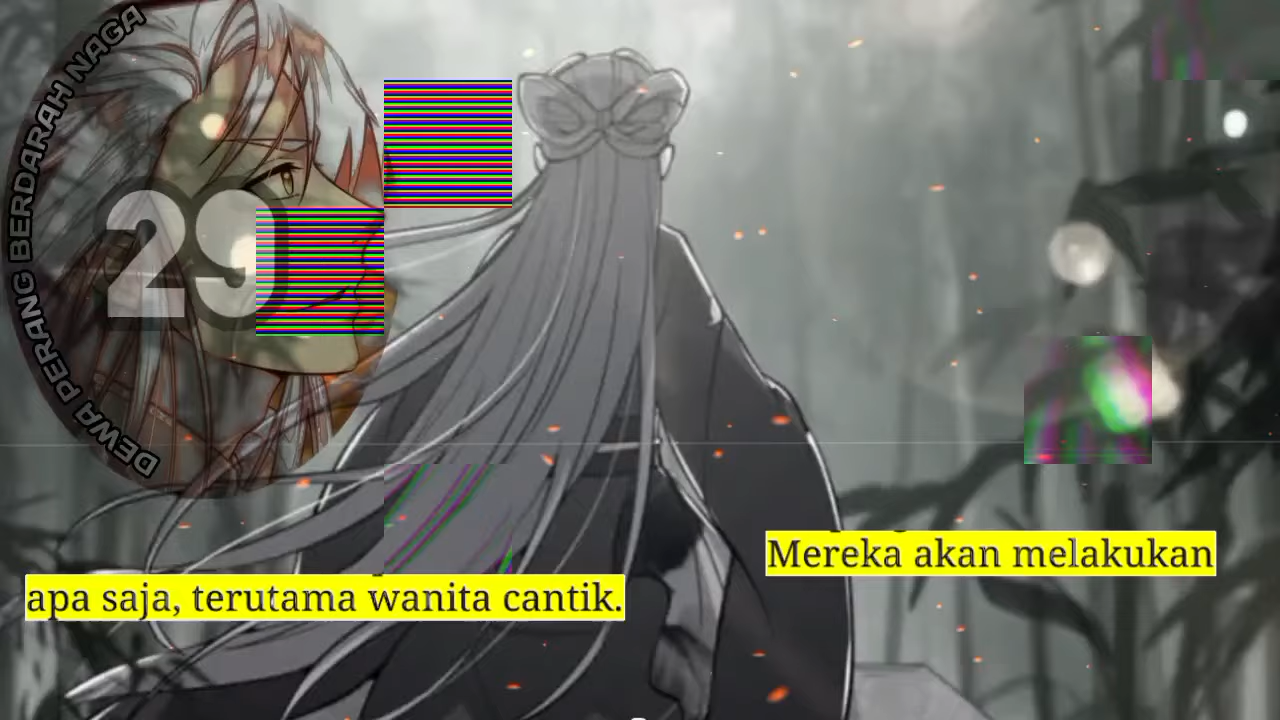 DEWA PERANG BERDARAH NAGA
29
Mereka akan melakukan
apa saja, terutama wanita cantik.